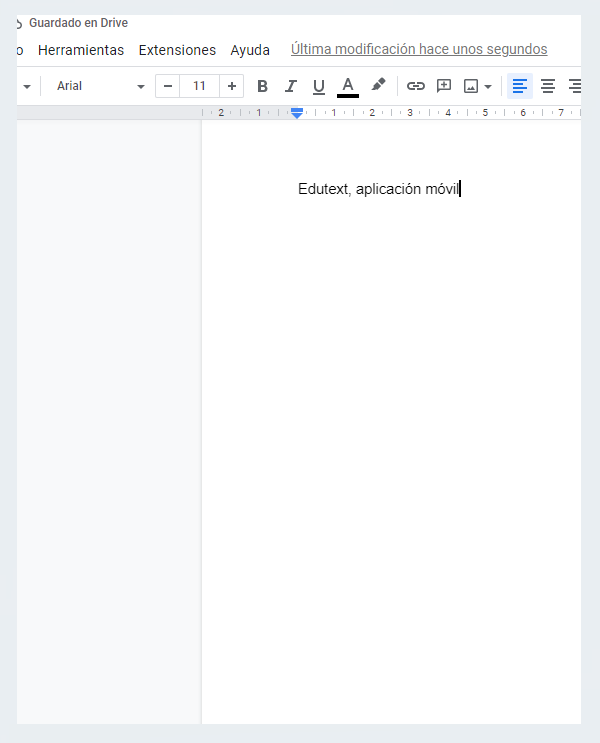 Guardado en Drive
o Herramientas Extensiones Ayuda Última modificación hace unos segundos
Arial − 11 + B I U A
2 1 1 2 3 4 5 6 7
Edutext, aplicación móvil